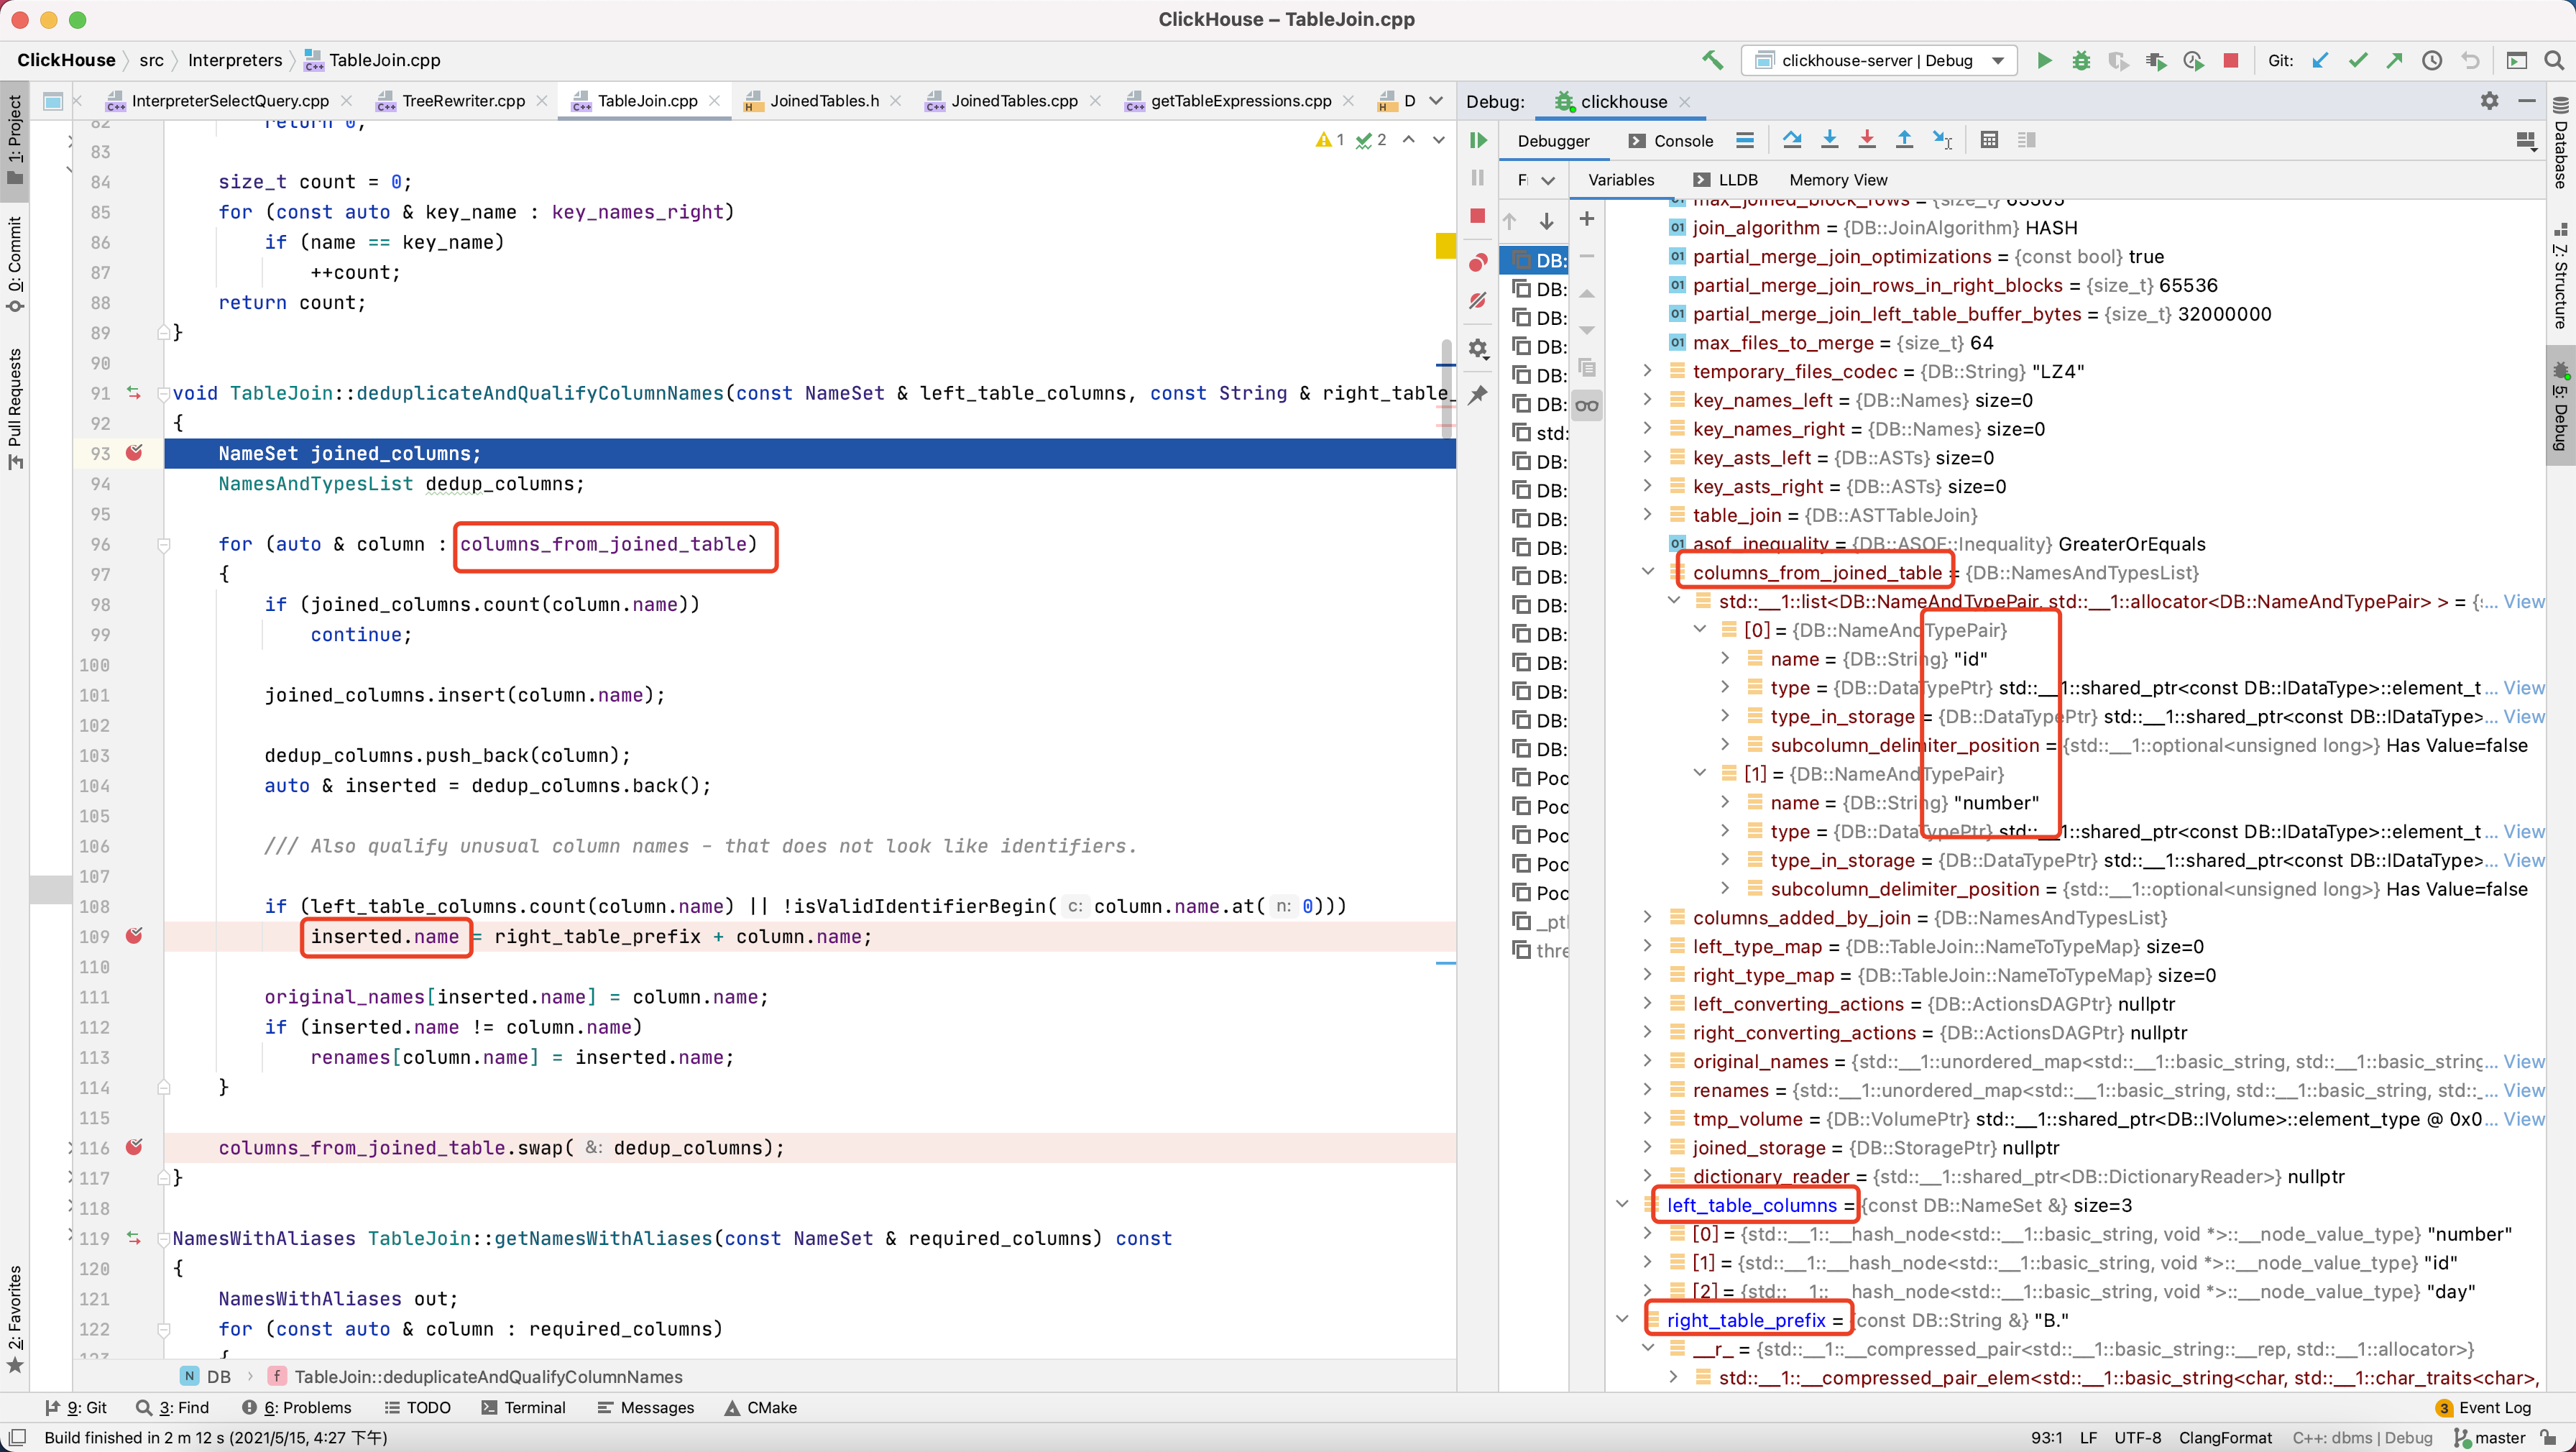 ClickHouse – TableJoin.cpp
ClickHouse src Interpreters TableJoin.cpp
clickhouse-server | Debug
Git:
InterpreterSelectQuery.cpp
TreeRewriter.cpp
TableJoin.cpp
JoinedTables.h
JoinedTables.cpp
getTableExpressions.cpp
D
1: Project
0: Commit
Pull Requests
2: Favorites
1 2
82 return 0;
83
84 size_t count = 0;
85 for (const auto & key_name : key_names_right)
86 if (name == key_name)
87 ++count;
88 return count;
89 }
90
91 void TableJoin::deduplicateAndQualifyColumnNames(const NameSet & left_table_columns, const String & right_table_
92 {
93 NameSet joined_columns;
94 NamesAndTypesList dedup_columns;
95
96 for (auto & column : columns_from_joined_table)
97 {
98 if (joined_columns.count(column.name))
99 continue;
100
101 joined_columns.insert(column.name);
102
103 dedup_columns.push_back(column);
104 auto & inserted = dedup_columns.back();
105
106 /// Also qualify unusual column names - that does not look like identifiers.
107
108 if (left_table_columns.count(column.name) || !isValidIdentifierBegin( c: column.name.at( n: 0)))
109 inserted.name = right_table_prefix + column.name;
110
111 original_names[inserted.name] = column.name;
112 if (inserted.name != column.name)
113 renames[column.name] = inserted.name;
114 }
115
116 columns_from_joined_table.swap( &: dedup_columns);
117 }
118
119 NamesWithAliases TableJoin::getNamesWithAliases(const NameSet & required_columns) const
120 {
121 NamesWithAliases out;
122 for (const auto & column : required_columns)
123 {
N DB f TableJoin::deduplicateAndQualifyColumnNames
Debug: clickhouse
Debugger
Console
F
Variables
LLDB
Memory View
DB:
DB:
DB:
DB:
DB:
DB:
std:
DB:
DB:
DB:
DB:
DB:
DB:
DB:
DB:
DB:
DB:
DB:
Poc
Poc
Poc
Poc
Poc
_ptl
thre
max_joined_block_rows = {size_t} 65505
join_algorithm = {DB::JoinAlgorithm} HASH
partial_merge_join_optimizations = {const bool} true
partial_merge_join_rows_in_right_blocks = {size_t} 65536
partial_merge_join_left_table_buffer_bytes = {size_t} 32000000
max_files_to_merge = {size_t} 64
temporary_files_codec = {DB::String} "LZ4"
key_names_left = {DB::Names} size=0
key_names_right = {DB::Names} size=0
key_asts_left = {DB::ASTs} size=0
key_asts_right = {DB::ASTs} size=0
table_join = {DB::ASTTableJoin}
asof_inequality = {DB::ASOF::Inequality} GreaterOrEquals
columns_from_joined_table = {DB::NamesAndTypesList}
std::__1::list<DB::NameAndTypePair, std::__1::allocator<DB::NameAndTypePair> > = {:... View
[0] = {DB::NameAndTypePair}
name = {DB::String} "id"
type = {DB::DataTypePtr} std::__1::shared_ptr<const DB::IDataType>::element_t... View
type_in_storage = {DB::DataTypePtr} std::__1::shared_ptr<const DB::IDataType>... View
subcolumn_delimiter_position = {std::__1::optional<unsigned long>} Has Value=false
[1] = {DB::NameAndTypePair}
name = {DB::String} "number"
type = {DB::DataTypePtr} std::__1::shared_ptr<const DB::IDataType>::element_t... View
type_in_storage = {DB::DataTypePtr} std::__1::shared_ptr<const DB::IDataType>... View
subcolumn_delimiter_position = {std::__1::optional<unsigned long>} Has Value=false
columns_added_by_join = {DB::NamesAndTypesList}
left_type_map = {DB::TableJoin::NameToTypeMap} size=0
right_type_map = {DB::TableJoin::NameToTypeMap} size=0
left_converting_actions = {DB::ActionsDAGPtr} nullptr
right_converting_actions = {DB::ActionsDAGPtr} nullptr
original_names = {std::__1::unordered_map<std::__1::basic_string, std::__1::basic_string... View
renames = {std::__1::unordered_map<std::__1::basic_string, std::__1::basic_string, std::_... View
tmp_volume = {DB::VolumePtr} std::__1::shared_ptr<DB::IVolume>::element_type @ 0x0... View
joined_storage = {DB::StoragePtr} nullptr
dictionary_reader = {std::__1::shared_ptr<DB::DictionaryReader>} nullptr
left_table_columns = {const DB::NameSet &} size=3
[0] = {std::__1::__hash_node<std::__1::basic_string, void *>::__node_value_type} "number"
[1] = {std::__1::__hash_node<std::__1::basic_string, void *>::__node_value_type} "id"
[2] = {std::__1::__hash_node<std::__1::basic_string, void *>::__node_value_type} "day"
right_table_prefix = {const DB::String &} "B."
__r_ = {std::__1::__compressed_pair<std::__1::basic_string::__rep, std::__1::allocator>}
std::__1::__compressed_pair_elem<std::__1::basic_string<char, std::__1::char_traits<char>,
Database
7: Structure
5: Debug
9: Git
3: Find
6: Problems
TODO
Terminal
Messages
CMake
3 Event Log
Build finished in 2 m 12 s (2021/5/15, 4:27 下午)
93:1 LF UTF-8 ClangFormat C++: dbms | Debug master